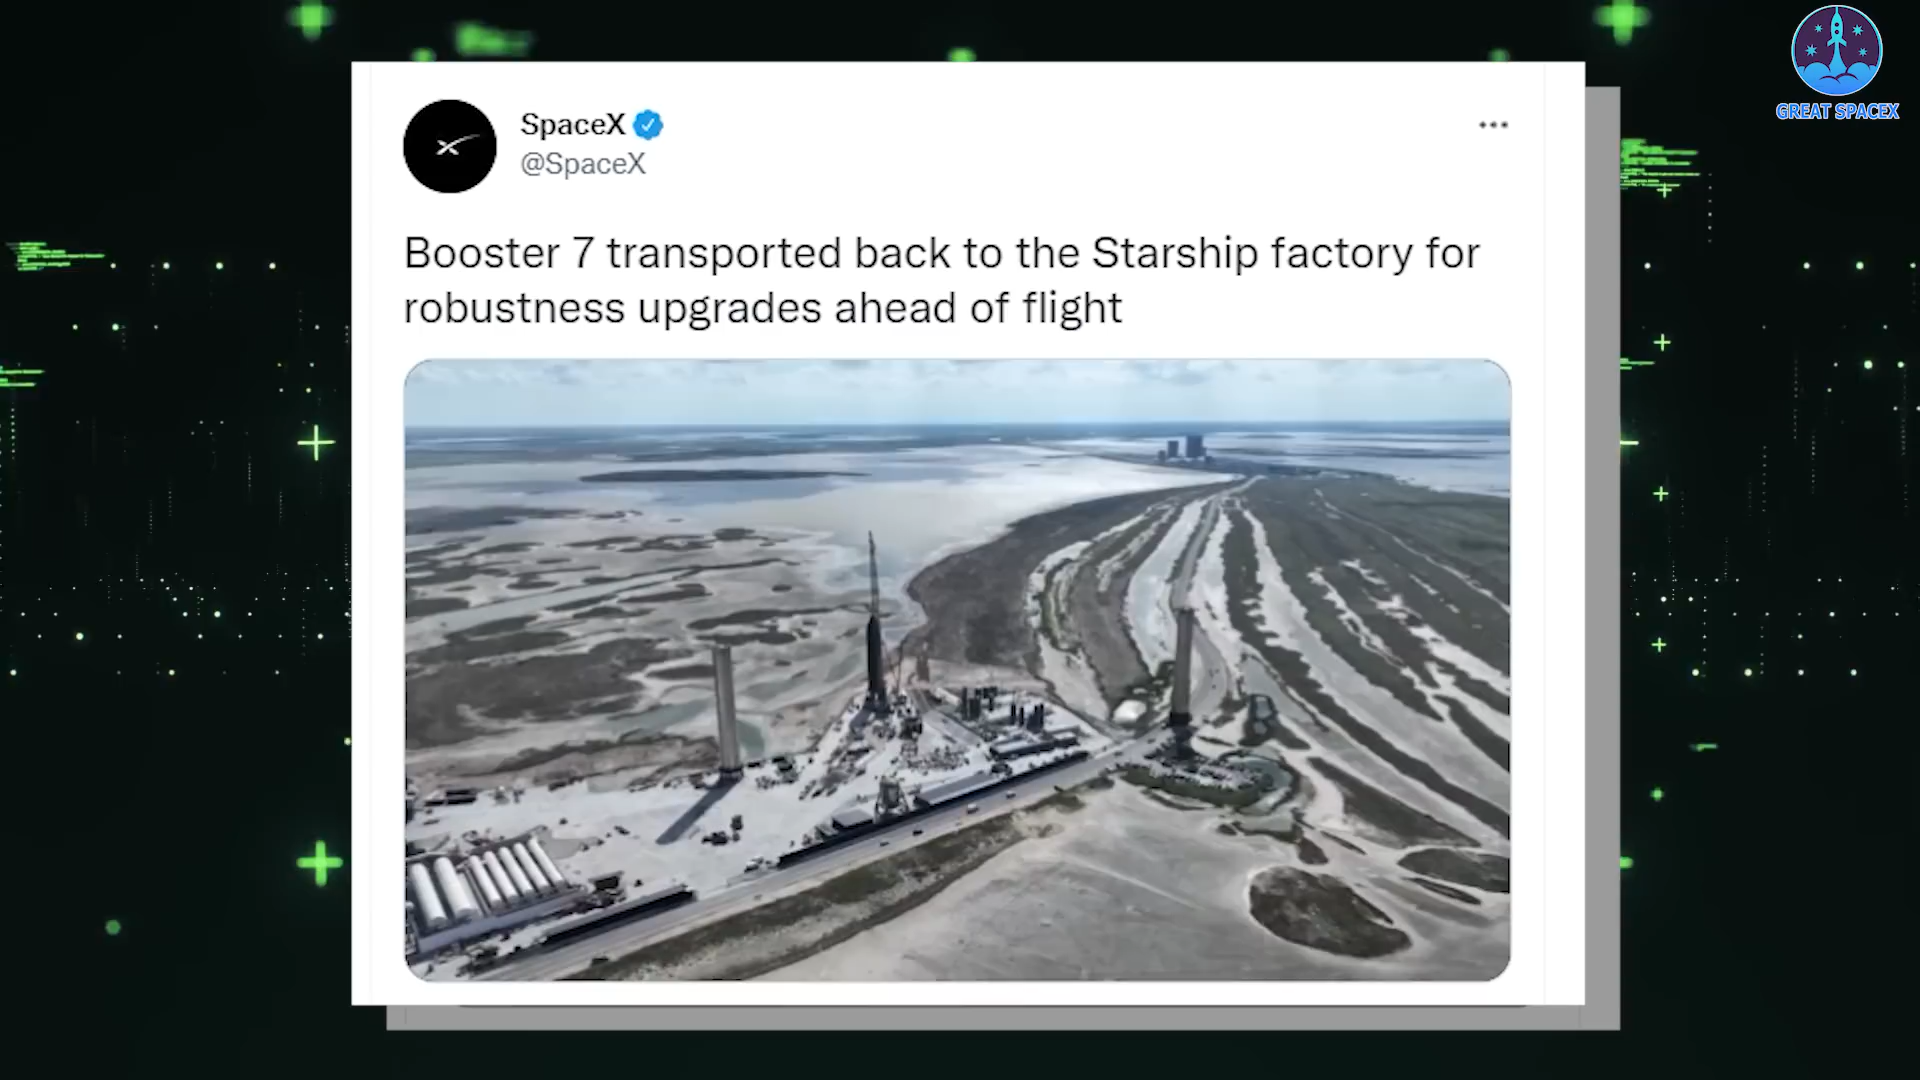 GREAT SPACEX
SpaceX
@SpaceX
Booster 7 transported back to the Starship factory for
robustness upgrades ahead of flight